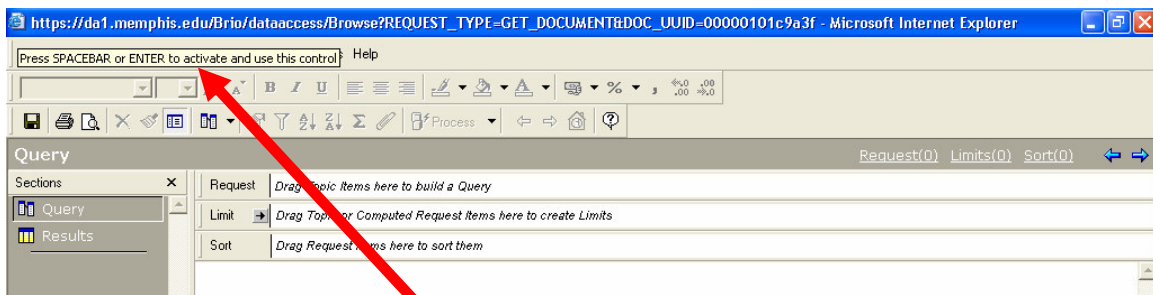 https://da1.memphis.edu/Brio/dataaccess/Browse?REQUEST_TYPE=GET_DOCUMENT&DOC_UUID=00000101c9a3f - Microsoft Internet Explorer
Press SPACEBAR or ENTER to activate and use this control Help
B I U % , .00
Process
Query Request(0) Limits(0) Sort(0)
Sections x Request Drag Topic Items here to build a Query
Query Limit Drag Topic or Computed Request Items here to create Limits
Results Sort Drag Request Items here to sort them